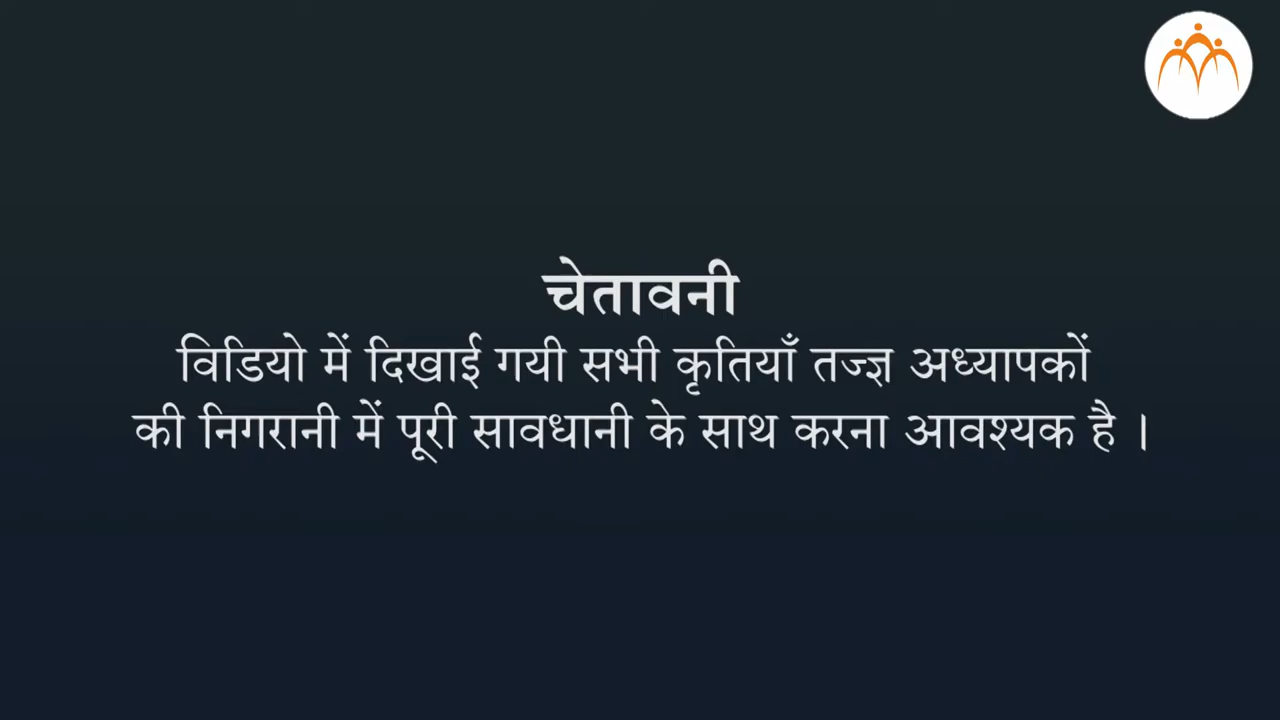 चेतावनी
विडियो में दिखाई गयी सभी कृतियाँ तज्ज्ञ अध्यापकों
की निगरानी में पूरी सावधानी के साथ करना आवश्यक है ।